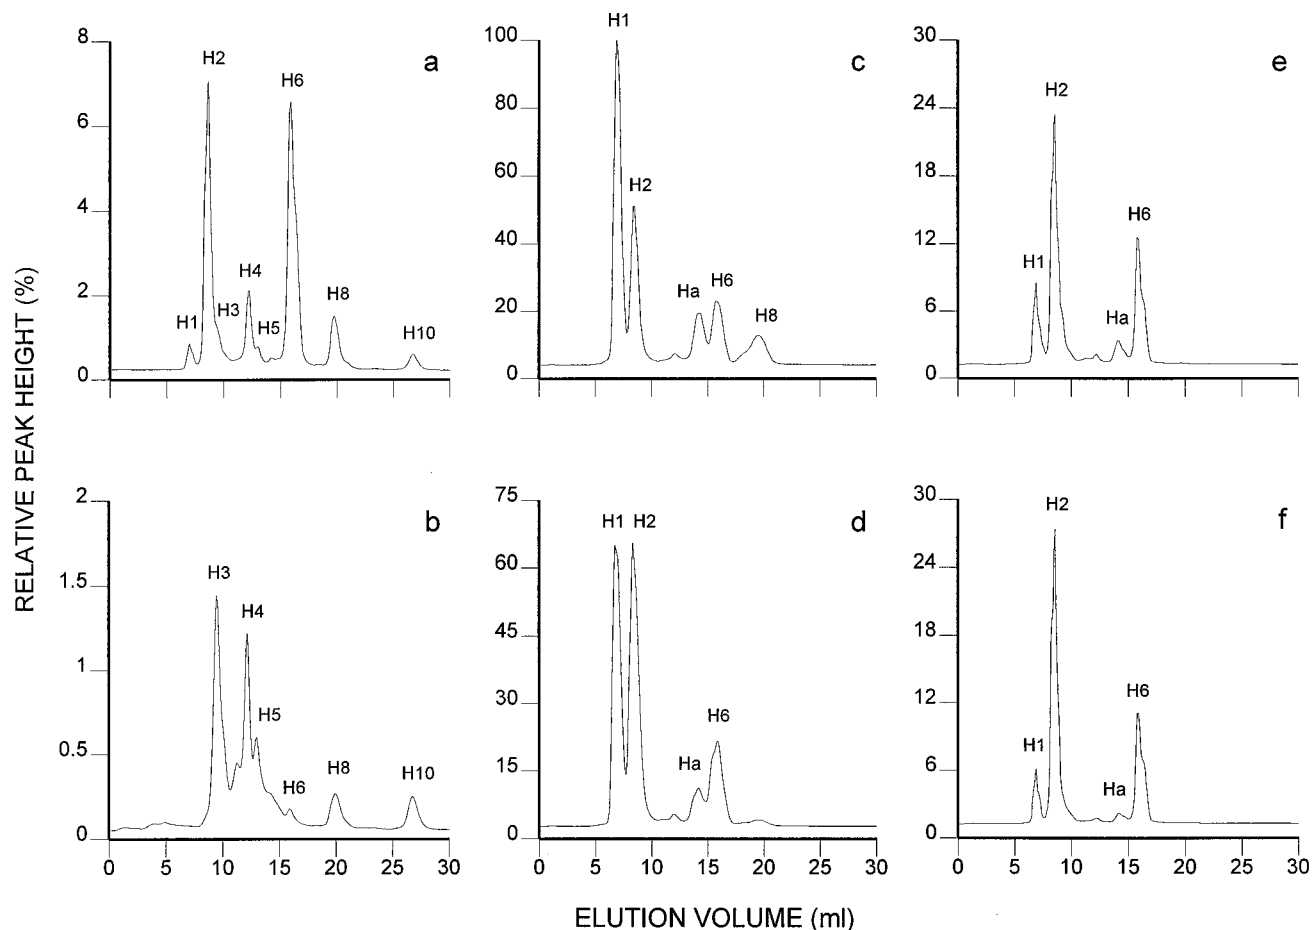 RELATIVE PEAK HEIGHT (%)
a
8
6
4
2
0
H1
H2
H3
H4
H5
H6
H8
H10
c
100
80
60
40
20
0
H1
H2
Ha
H6
H8
e
30
24
18
12
6
0
H1
H2
Ha
H6
b
2
1.5
1
0.5
0
H3
H4
H5
H6
H8
H10
0 5 10 15 20 25 30
d
75
60
45
30
15
0
H1 H2
Ha
H6
0 5 10 15 20 25 30
f
30
24
18
12
6
0
H1
H2
Ha
H6
0 5 10 15 20 25 30
ELUTION VOLUME (ml)